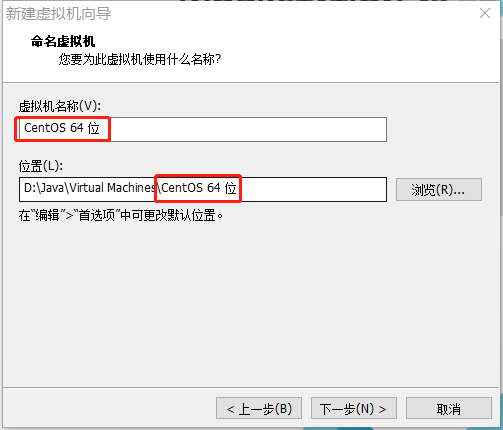 新建虚拟机向导
命名虚拟机
您要为此虚拟机使用什么名称?
虚拟机名称(V):
CentOS 64 位
位置(L):
D:\Java\Virtual Machines\CentOS 64 位
浏览(R)...
在“编辑”>“首选项”中可更改默认位置。
< 上一步(B)
下一步(N) >
取消